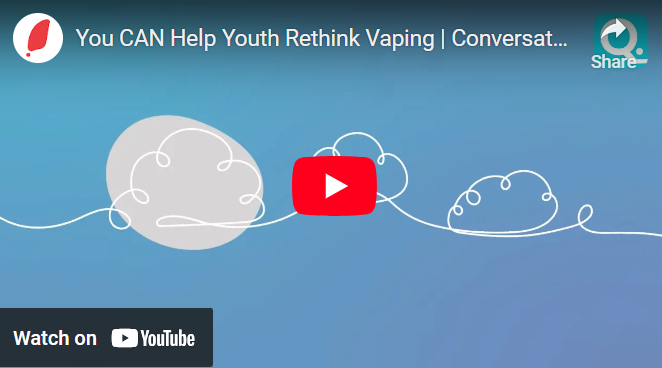 You CAN Help Youth Rethink Vaping | Conversat...
Share
Watch on YouTube